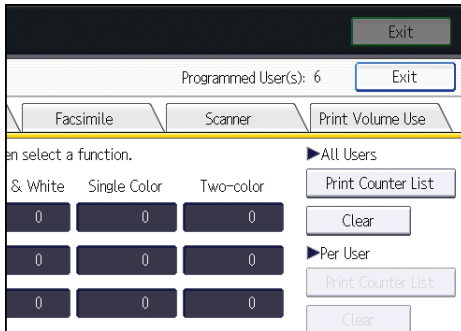 Exit
Programmed User(s): 6 Exit
Facsimile Scanner Print Volume Use
en select a function. ►All Users
& White Single Color Two-color Print Counter List
0 0 0 Clear
0 0 0 ►Per User
Print Counter List
0 0 0 Clear